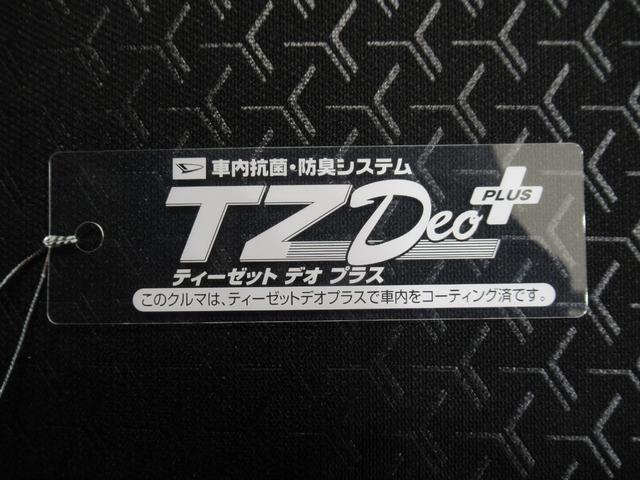 車内抗菌・防臭システム
TZ Deo PLUS
ティーゼット デオ プラス
このクルマは、ティーゼットデオプラスで車内をコーティング済です。